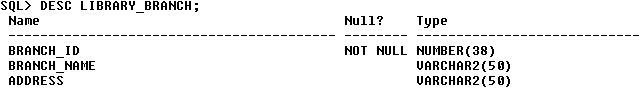 SQL> DESC LIBRARY_BRANCH;
Name Null? Type
----------------------------------------- -------- ----------------------------
BRANCH_ID NOT NULL NUMBER(38)
BRANCH_NAME VARCHAR2(50)
ADDRESS VARCHAR2(50)